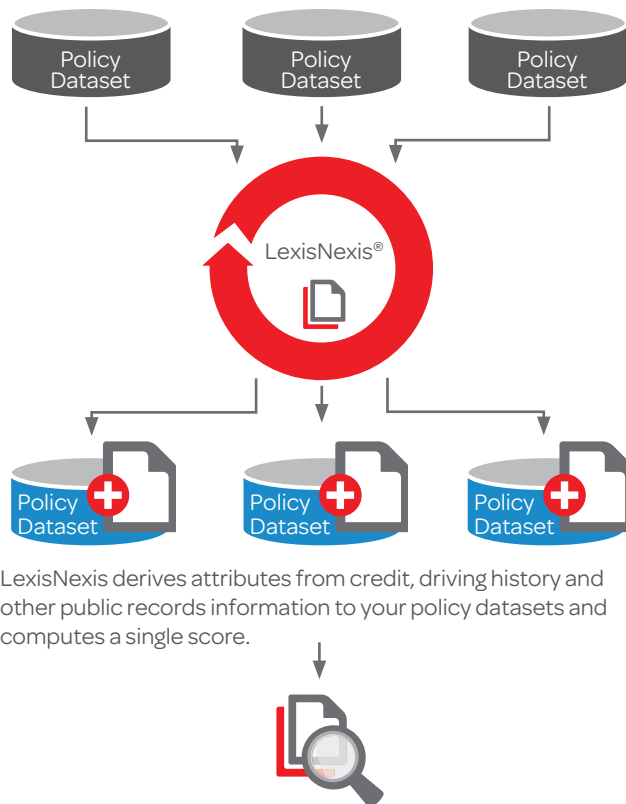 Policy
Dataset
Policy
Dataset
Policy
Dataset
LexisNexis®
Policy
Dataset
Policy
Dataset
Policy
Dataset
LexisNexis derives attributes from credit, driving history and
other public records information to your policy datasets and
computes a single score.